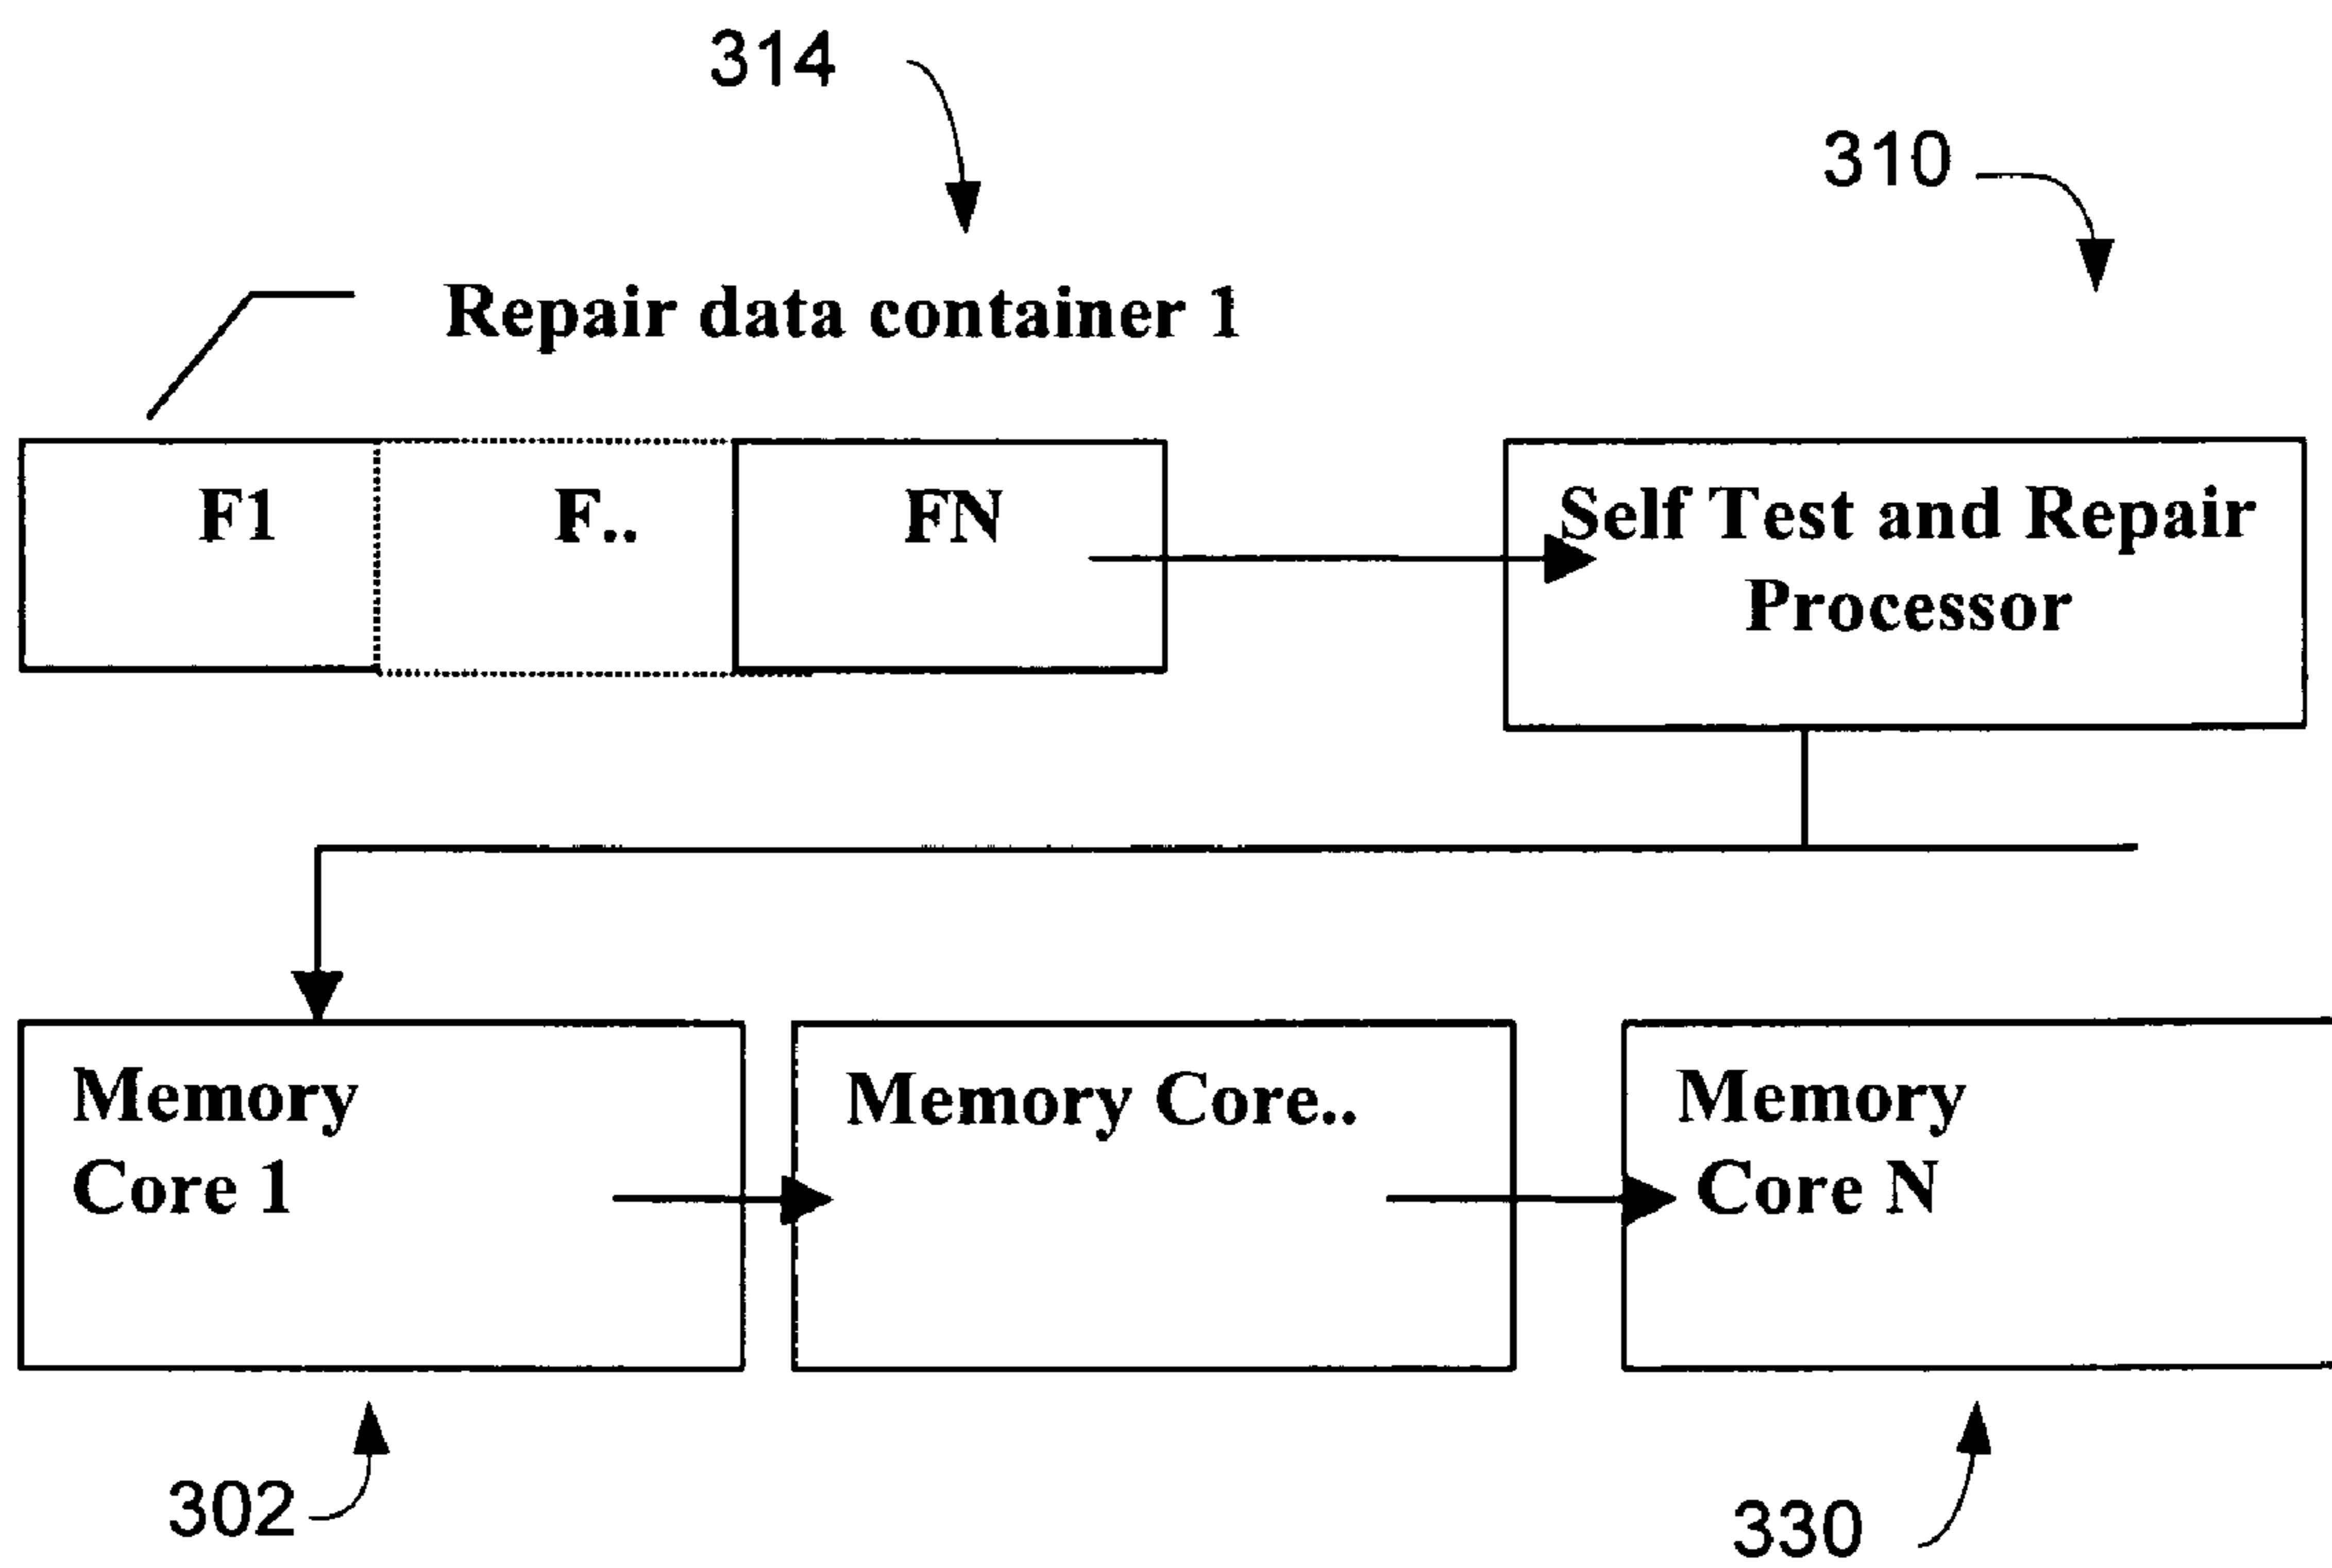 314
310
Repair data container 1
F1
F..
FN
Self Test and Repair
Processor
Memory
Core 1
Memory Core..
Memory
Core N
302
330